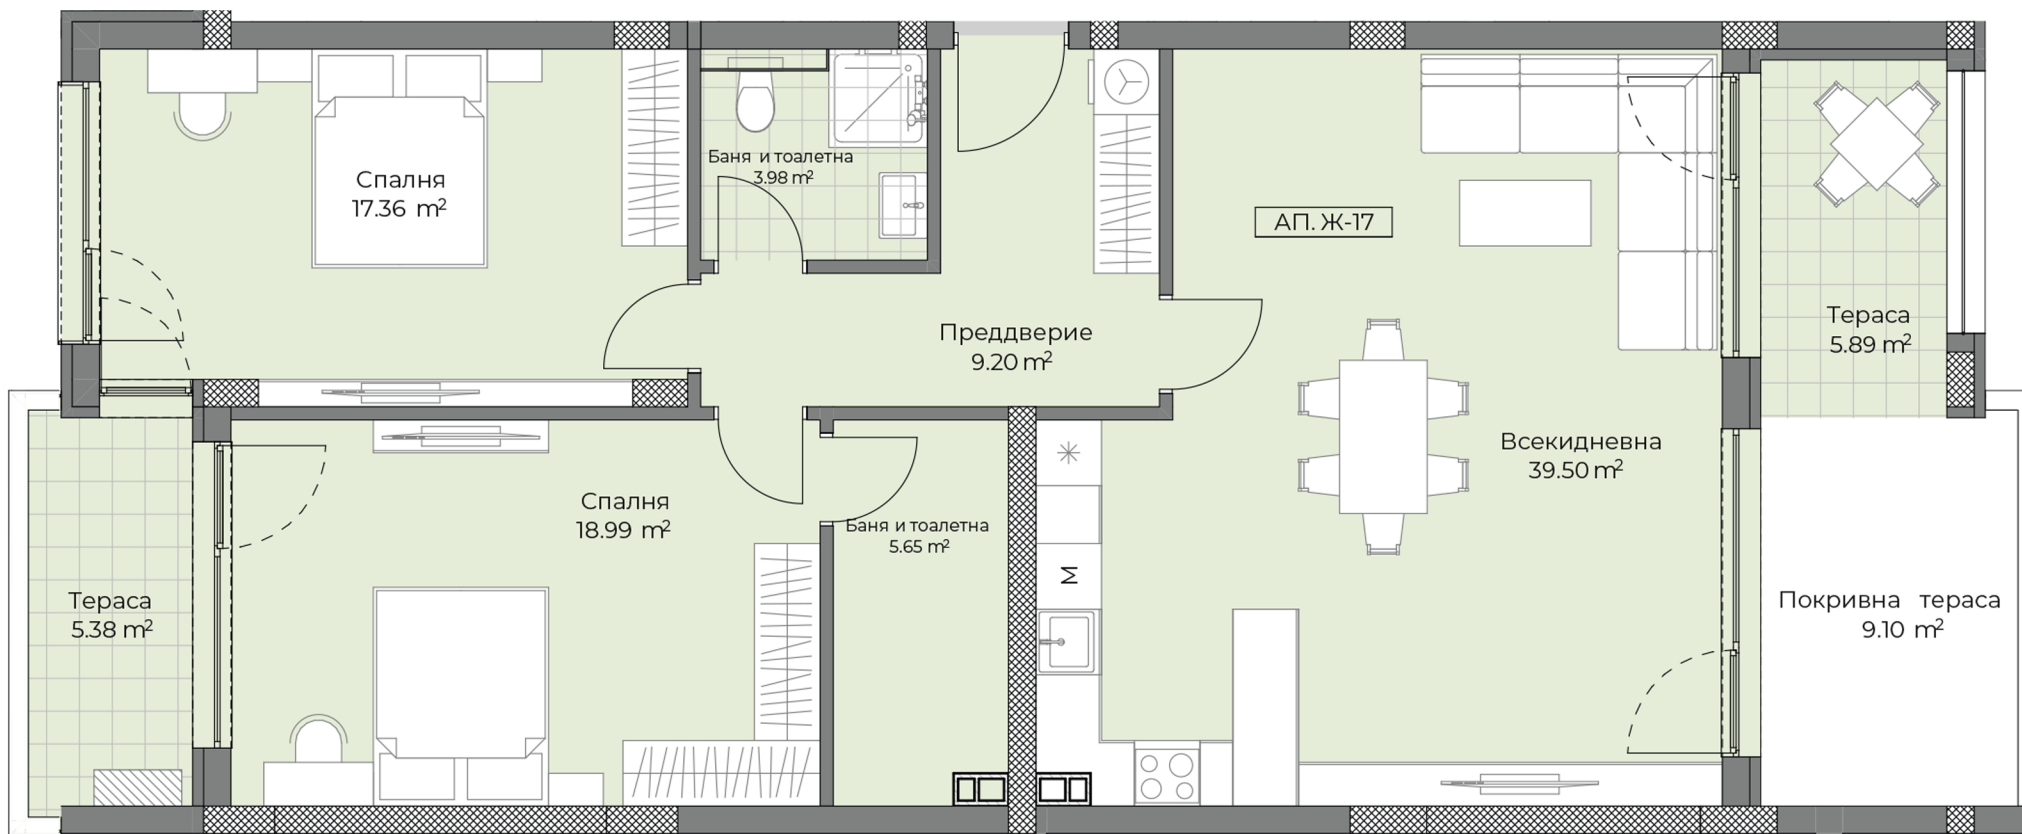 Спалня
17.36 m²
Баня и тоалетна
3.98 m²
АП. Ж-17
Преддверие
9.20 m²
Тераса
5.89 m²
Всекидневна
39.50 m²
Спалня
18.99 m²
Баня и тоалетна
5.65 m²
M
Тераса
5.38 m²
Покривна тераса
9.10 m²